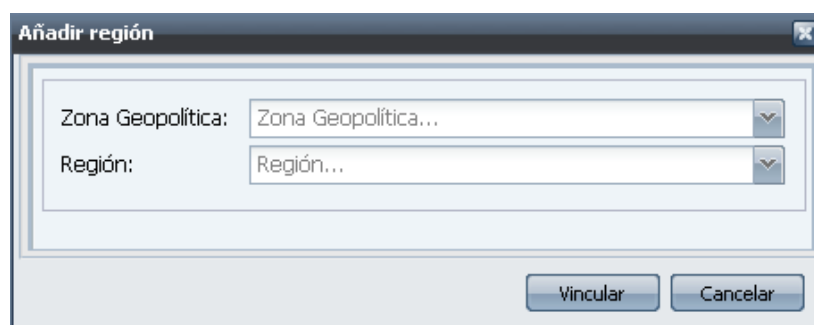 Añadir región
Zona Geopolítica: Zona Geopolítica...
Región: Región...
Vincular Cancelar